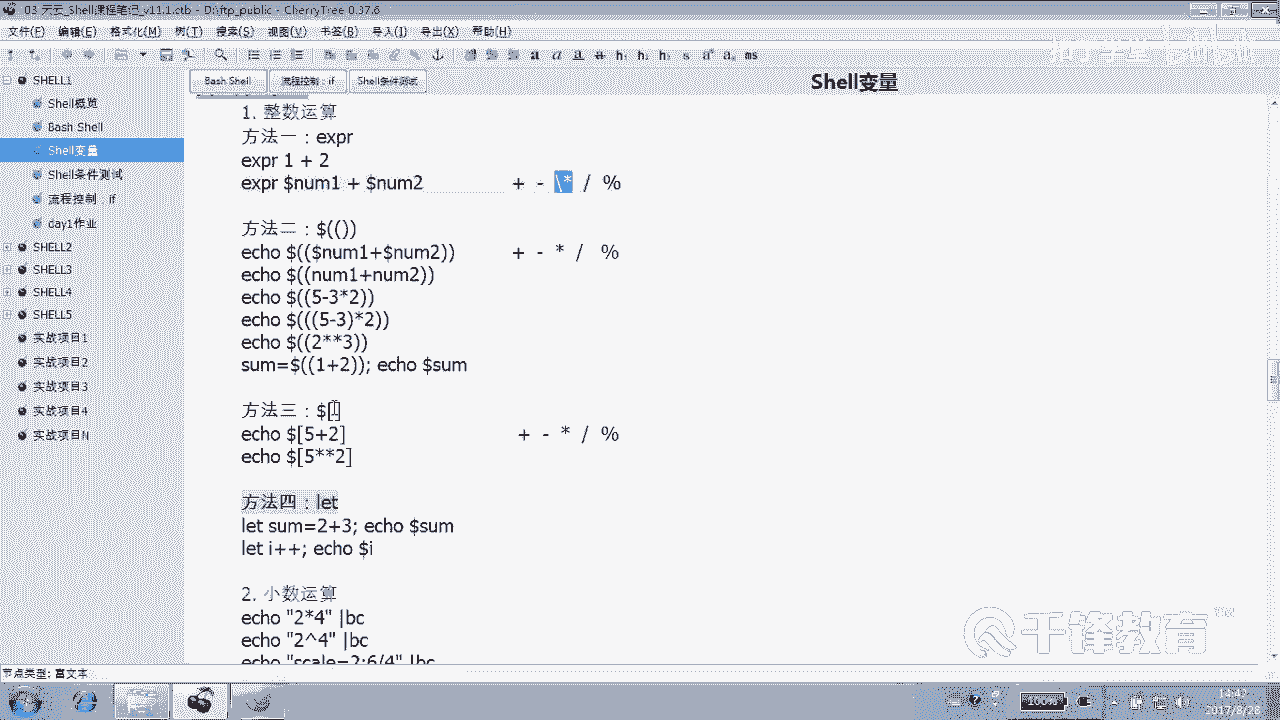 03_天云_Shell课程笔记_v11.1.ctb - D:\ftp_public - CherryTree 0.37.6
文件(F) 编辑(E) 格式化(M) 树(T) 搜索(S) 视图(V) 书签(B) 导入(I) 导出(X) 帮助(H)
SHELL1
Shell概览
Bash Shell
Shell变量
Shell条件测试
流程控制：if
day1作业
SHELL2
SHELL3
SHELL4
SHELL5
实战项目1
实战项目2
实战项目3
实战项目4
实战项目N
Bash Shell 流程控制：if Shell条件测试
Shell变量
1. 整数运算
方法一：expr
expr 1 + 2
expr $num1 + $num2 + - \* / %
方法二：$(())
echo $(($num1+$num2)) + - * / %
echo $((num1+num2))
echo $((5-3*2))
echo $(((5-3)*2))
echo $((2**3))
sum=$((1+2)); echo $sum
方法三：$[]
echo $[5+2] + - * / %
echo $[5**2]
方法四：let
let sum=2+3; echo $sum
let i++; echo $i
2. 小数运算
echo "2*4" |bc
echo "2^4" |bc
echo "scale=2;6/4" |bc
千锋教育
节点类型: 富文本
100%
14:47
2017/8/28